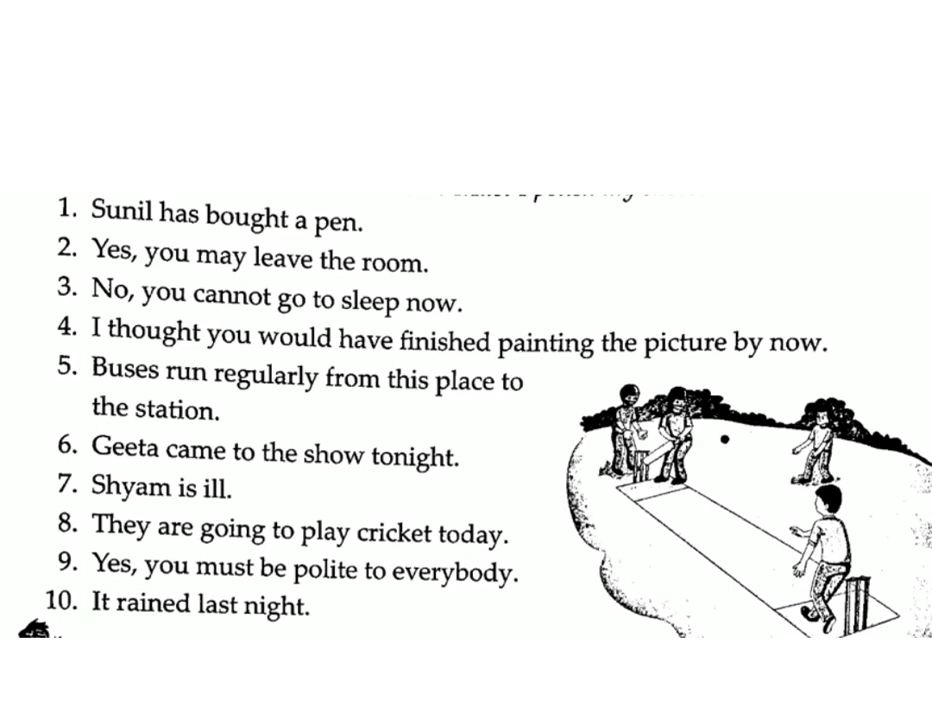 1. Sunil has bought a pen.
2. Yes, you may leave the room.
3. No, you cannot go to sleep now.
4. I thought you would have finished painting the picture by now.
5. Buses run regularly from this place to
the station.
6. Geeta came to the show tonight.
7. Shyam is ill.
8. They are going to play cricket today.
9. Yes, you must be polite to everybody.
10. It rained last night.